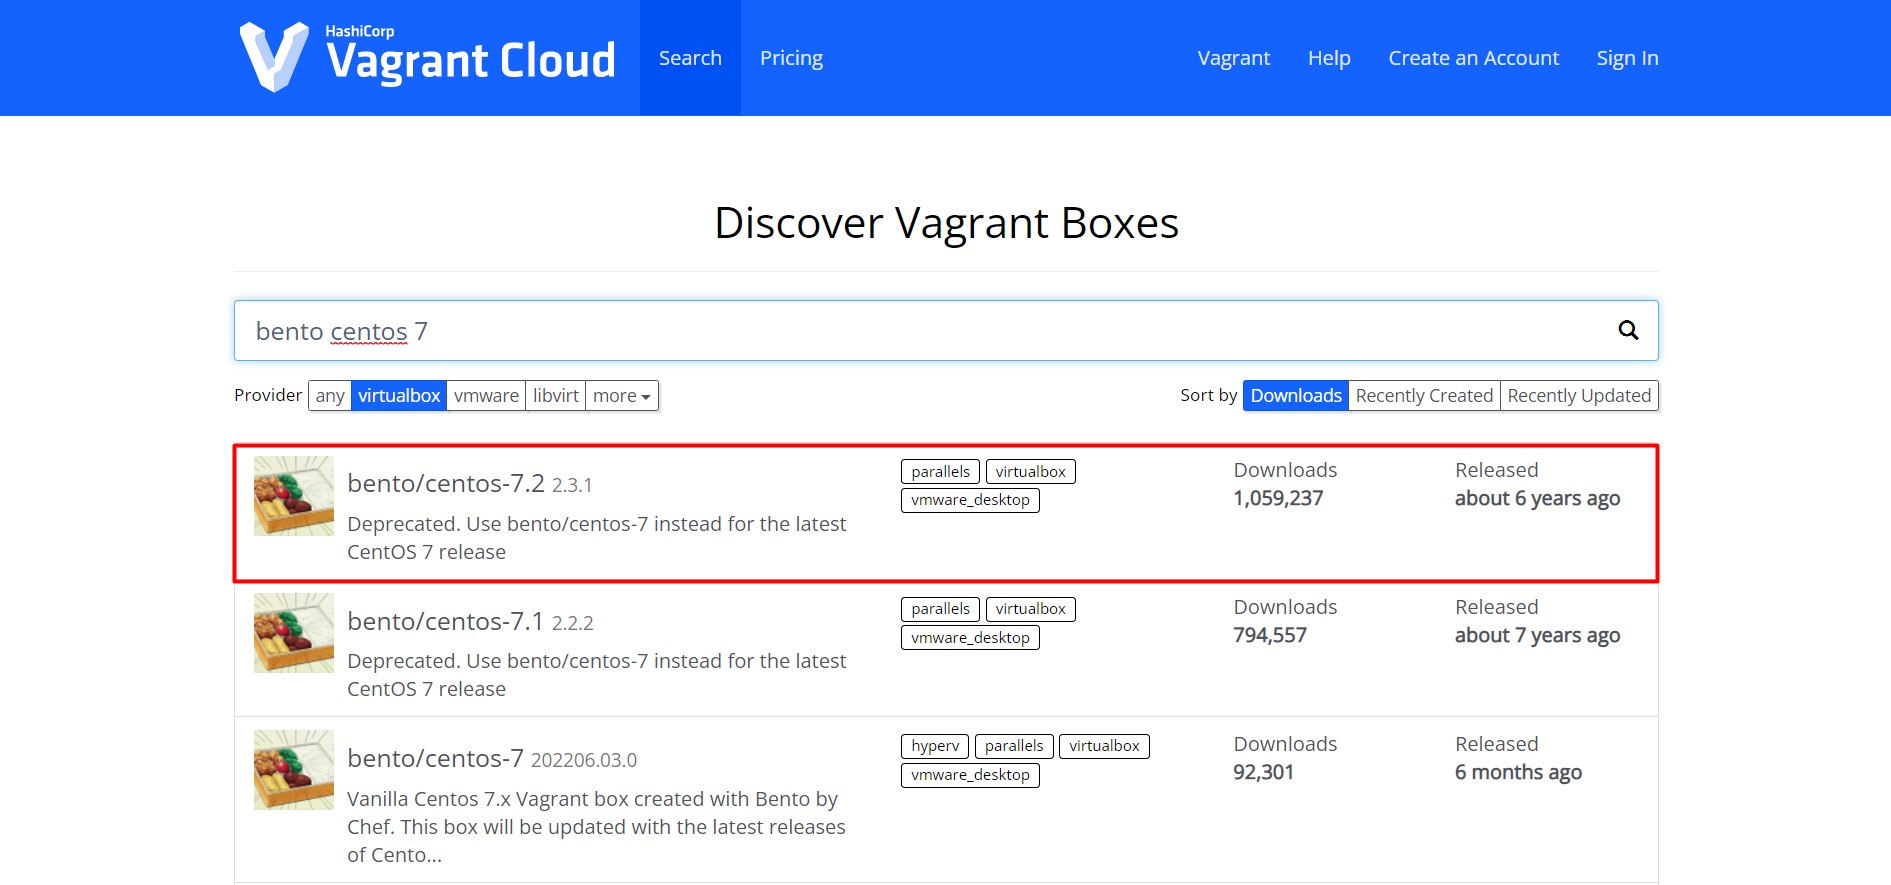 HashiCorp
Vagrant Cloud
Search
Pricing
Vagrant
Help
Create an Account
Sign In
Discover Vagrant Boxes
bento centos 7
Provider any virtualbox vmware libvirt more
Sort by Downloads Recently Created Recently Updated
bento/centos-7.2 2.3.1
Deprecated. Use bento/centos-7 instead for the latest
CentOS 7 release
parallels virtualbox
vmware_desktop
Downloads
1,059,237
Released
about 6 years ago
bento/centos-7.1 2.2.2
Deprecated. Use bento/centos-7 instead for the latest
CentOS 7 release
parallels virtualbox
vmware_desktop
Downloads
794,557
Released
about 7 years ago
bento/centos-7 202206.03.0
Vanilla Centos 7.x Vagrant box created with Bento by
Chef. This box will be updated with the latest releases
of Cento...
hyperv parallels virtualbox
vmware_desktop
Downloads
92,301
Released
6 months ago